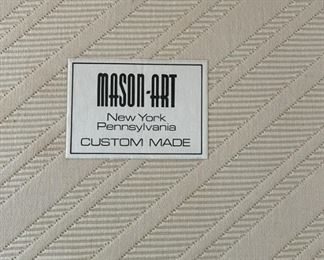 MASON-ART
New York
Pennsylvania
CUSTOM MADE